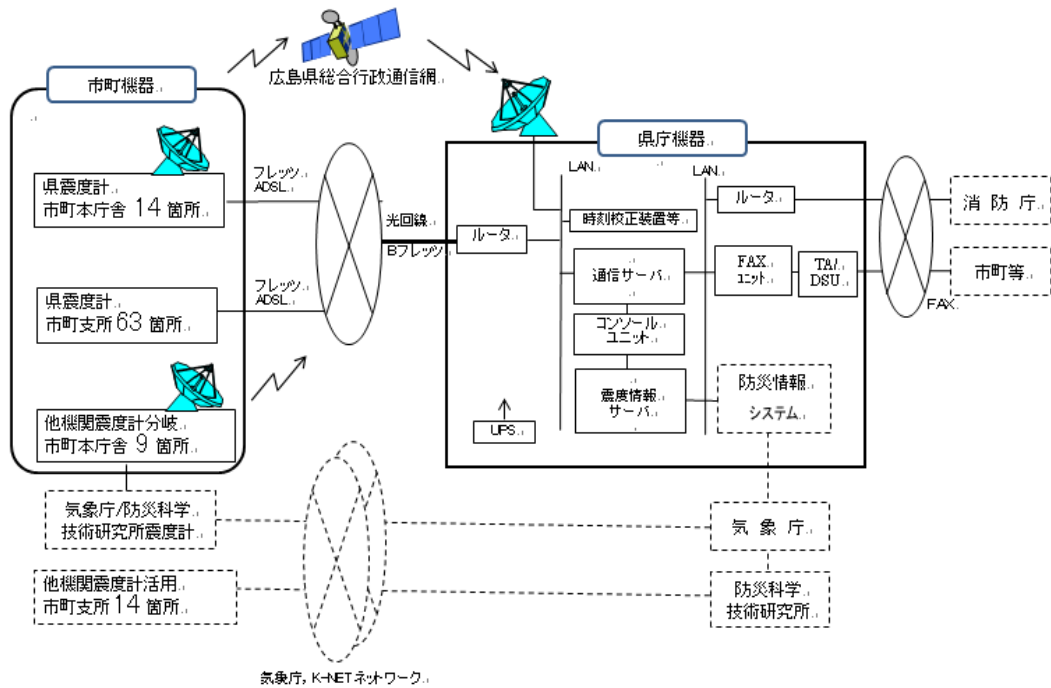 広島県総合行政通信網
市町機器
県庁機器
県震度計
市町本庁舎 14 箇所
フレッツ
ADSL
県震度計
市町支所 63 箇所
フレッツ
ADSL
他機関震度計分岐
市町本庁舎 9 箇所
光回線
Bフレッツ
ルータ
LAN
LAN
時刻校正装置等
通信サーバ
コンソール
ユニット
震度情報
サーバ
UPS
ルータ
FAX
ユニット
TA/
DSU
防災情報
システム
消防庁
市町等
FAX
気象庁/防災科学
技術研究所震度計
他機関震度計活用
市町支所 14 箇所
気象庁
防災科学
技術研究所
気象庁, K-NETネットワーク